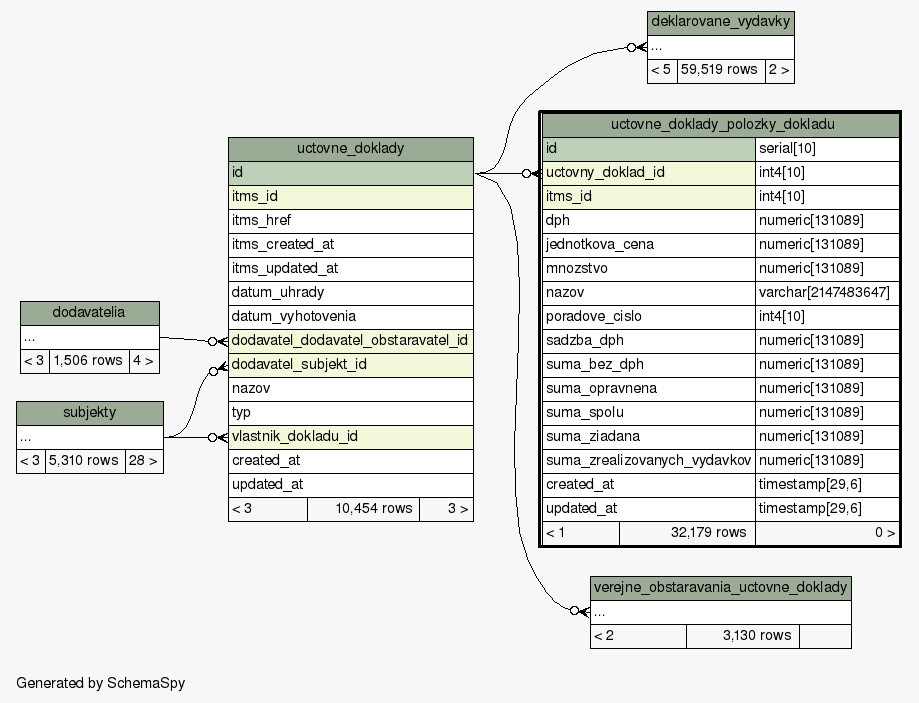 deklarovane_vydavky
...
< 5 59,519 rows 2 >
uctovne_doklady_polozky_dokladu
id serial[10]
uctovny_doklad_id int4[10]
itms_id int4[10]
dph numeric[131089]
jednotkova_cena numeric[131089]
mnozstvo numeric[131089]
nazov varchar[2147483647]
poradove_cislo int4[10]
sadzba_dph numeric[131089]
suma_bez_dph numeric[131089]
suma_opravnena numeric[131089]
suma_spolu numeric[131089]
suma_ziadana numeric[131089]
suma_zrealizovanych_vydavkov numeric[131089]
created_at timestamp[29,6]
updated_at timestamp[29,6]
< 1 32,179 rows 0 >
uctovne_doklady
id
itms_id
itms_href
itms_created_at
itms_updated_at
datum_uhrady
datum_vyhotovenia
dodavatel_dodavatel_obstaravatel_id
dodavatel_subjekt_id
nazov
typ
vlastnik_dokladu_id
created_at
updated_at
< 3 10,454 rows 3 >
dodavatelia
...
< 3 1,506 rows 4 >
subjekty
...
< 3 5,310 rows 28 >
verejne_obstaravania_uctovne_doklady
...
< 2 3,130 rows
Generated by SchemaSpy